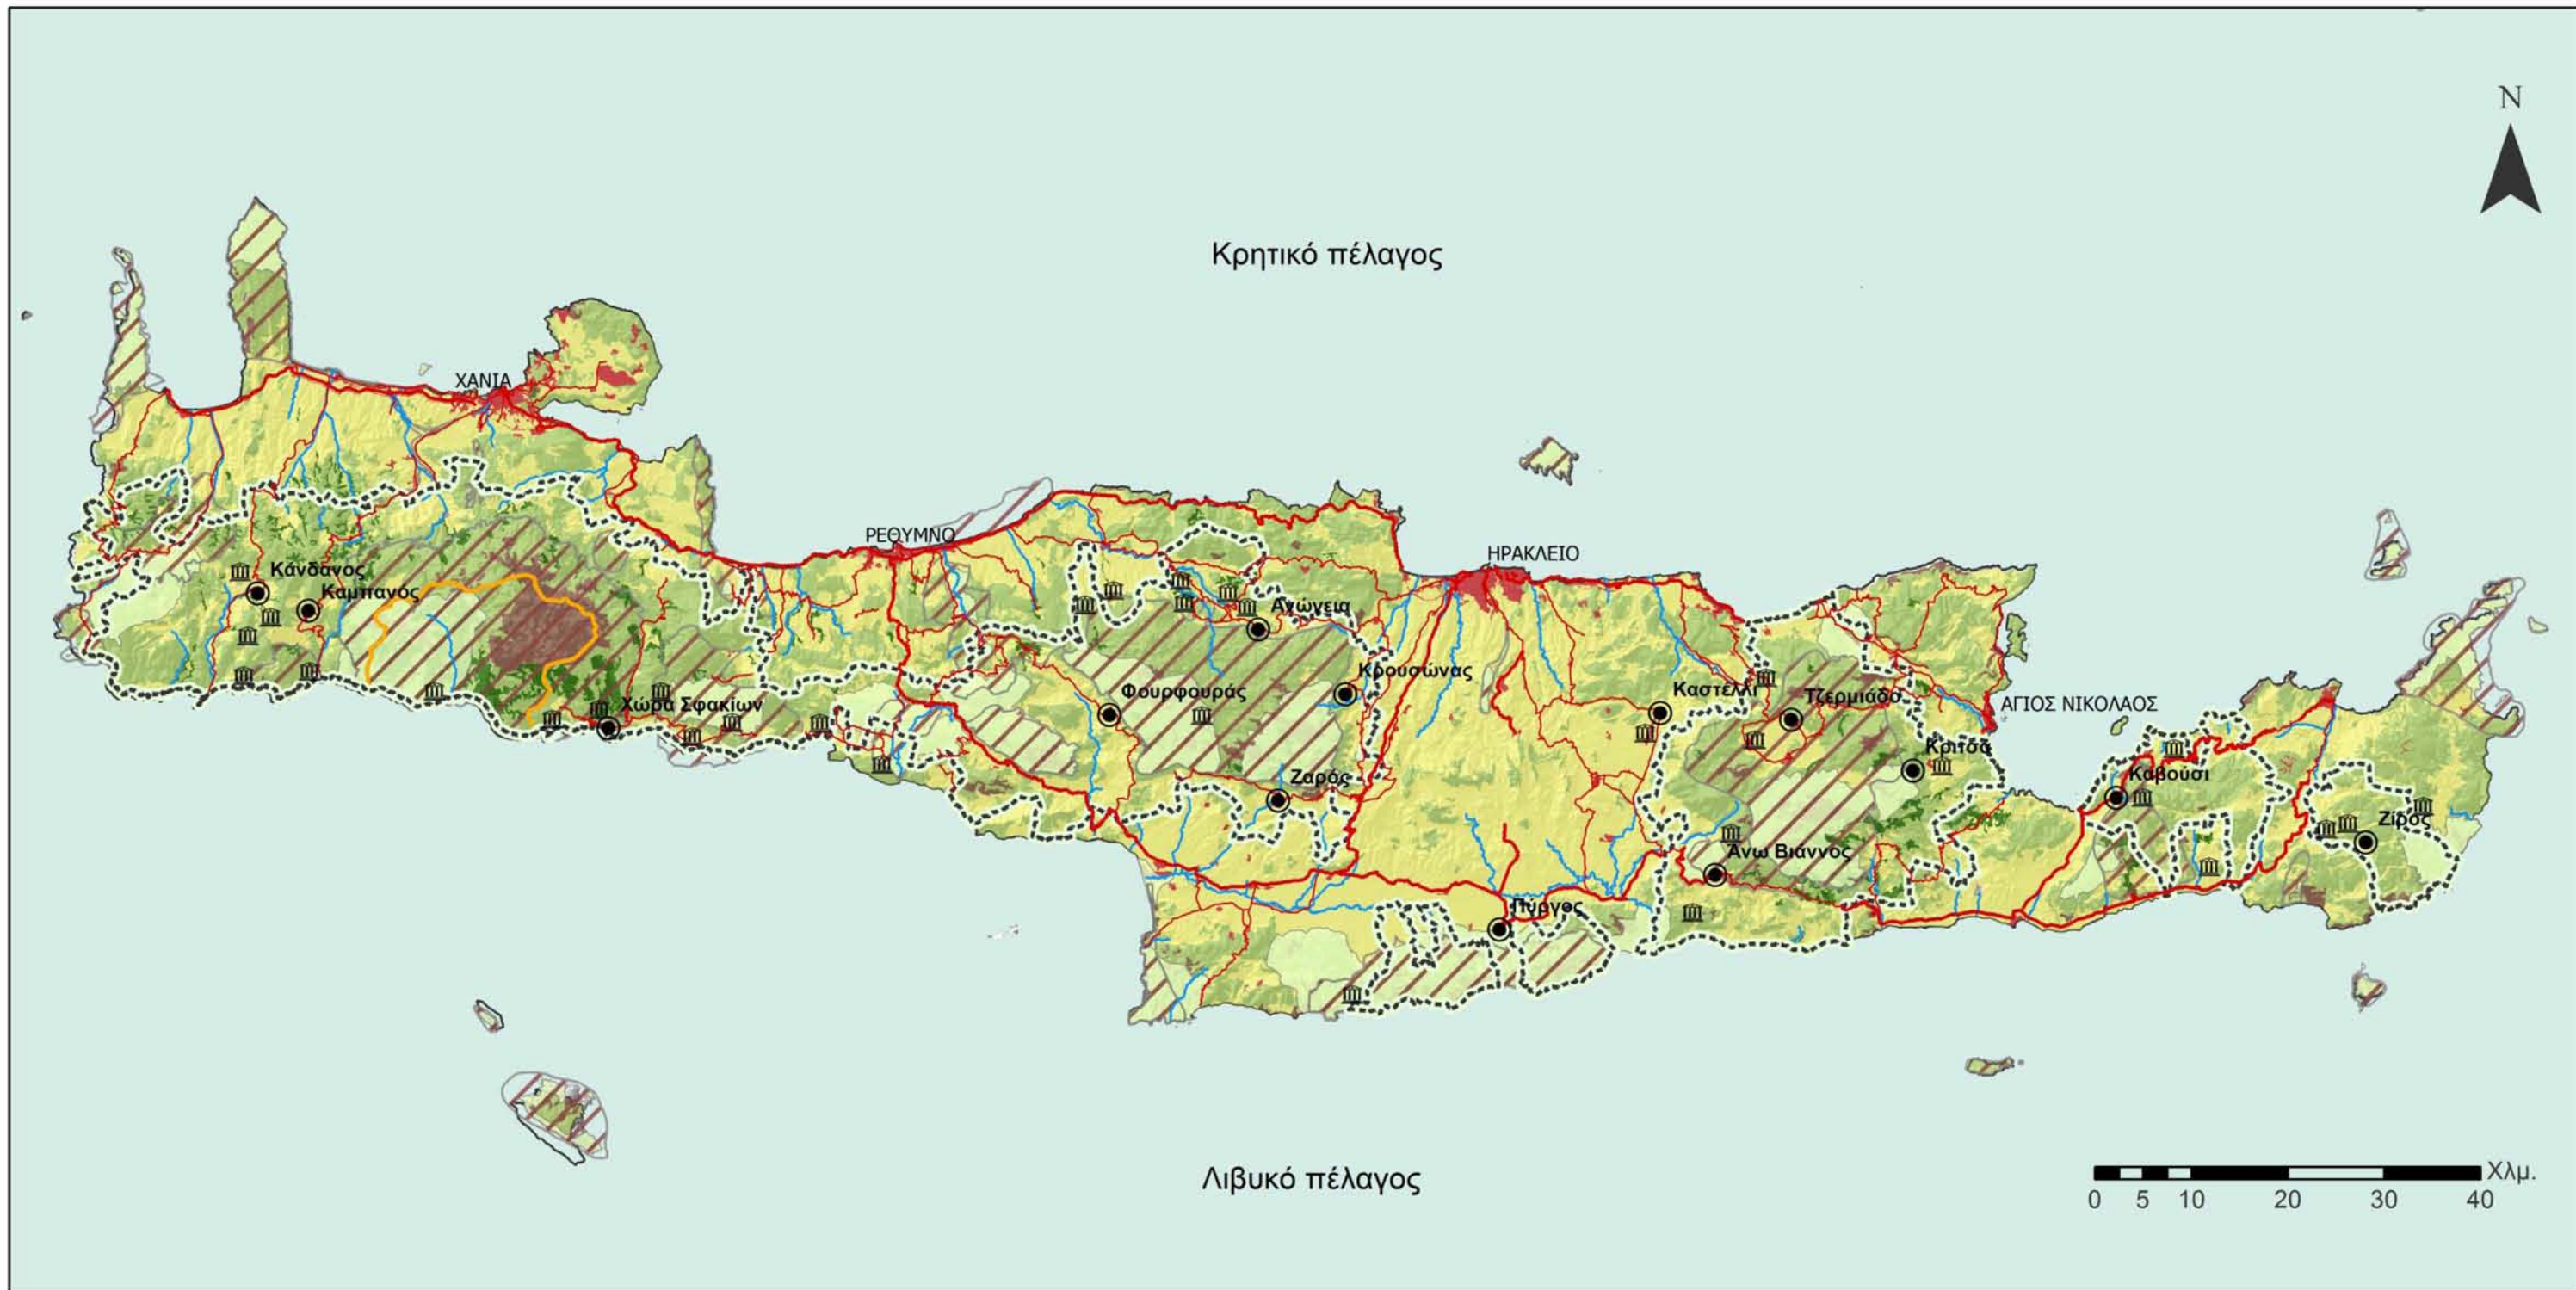 N
Κρητικό πέλαγος
ΧΑΝΙΑ
ΡΕΘΥΜΝΟ
ΗΡΑΚΛΕΙΟ
Κάνδανος
Καμπανός
Ανώγεια
Κρουσώνας
Φουρφουράς
Καστέλλι
Τζερμιάδο
Χώρα Σφακίων
ΑΓΙΟΣ ΝΙΚΟΛΑΟΣ
Κριτσά
Ζαρός
Καβούσι
Ζίρος
Άνω Βιάννος
Πύργος
Λιβυκό πέλαγος
Χλμ.
0 5 10 20 30 40